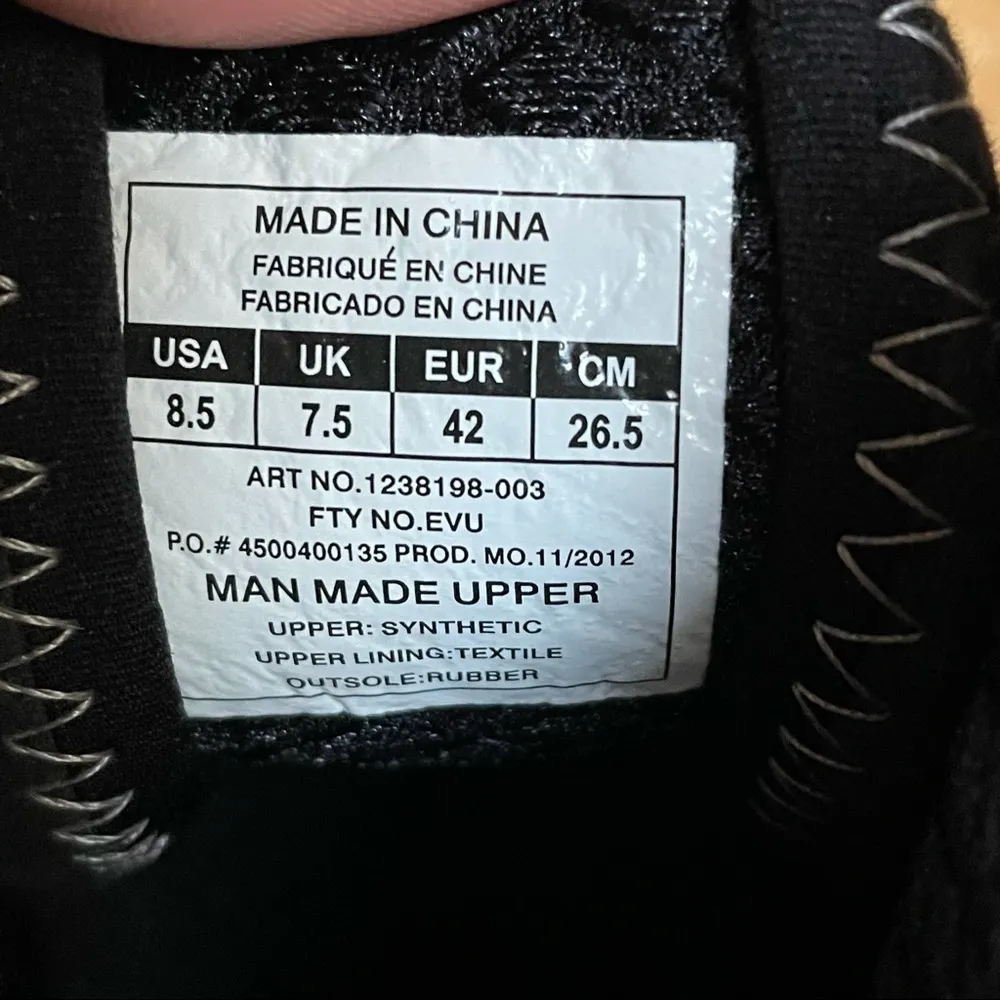 MADE IN CHINA
FABRIQUÉ EN CHINE
FABRICADO EN CHINA
USA UK EUR CM
8.5 7.5 42 26.5
ART NO.1238198-003
FTY NO.EVU
P.O.# 4500400135 PROD. MO.11/2012
MAN MADE UPPER
UPPER: SYNTHETIC
UPPER LINING:TEXTILE
OUTSOLE:RUBBER